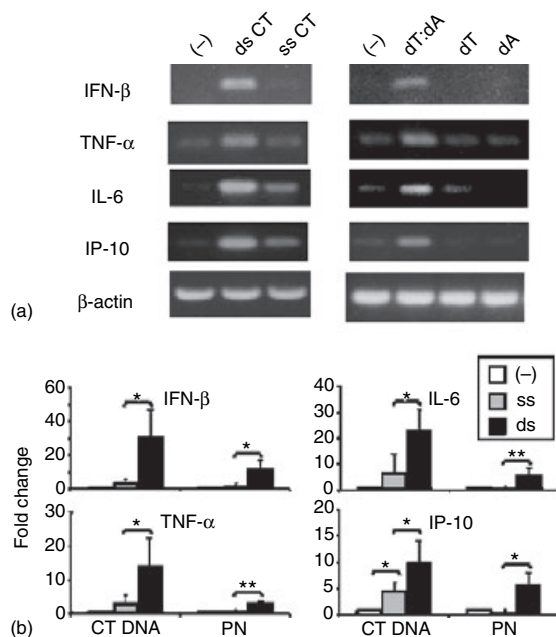 (−) ds CT ss CT (−) dT:dA dT dA
IFN-β
TNF-α
IL-6
IP-10
β-actin
(a)
Fold change
60 * IFN-β
40
20 *
0
40 * IL-6
30
20
10 **
0
(−)
ss
ds
30 TNF-α
20 *
10 **
0
15 * IP-10
10 *
5 *
0
CT DNA PN CT DNA PN
(b)